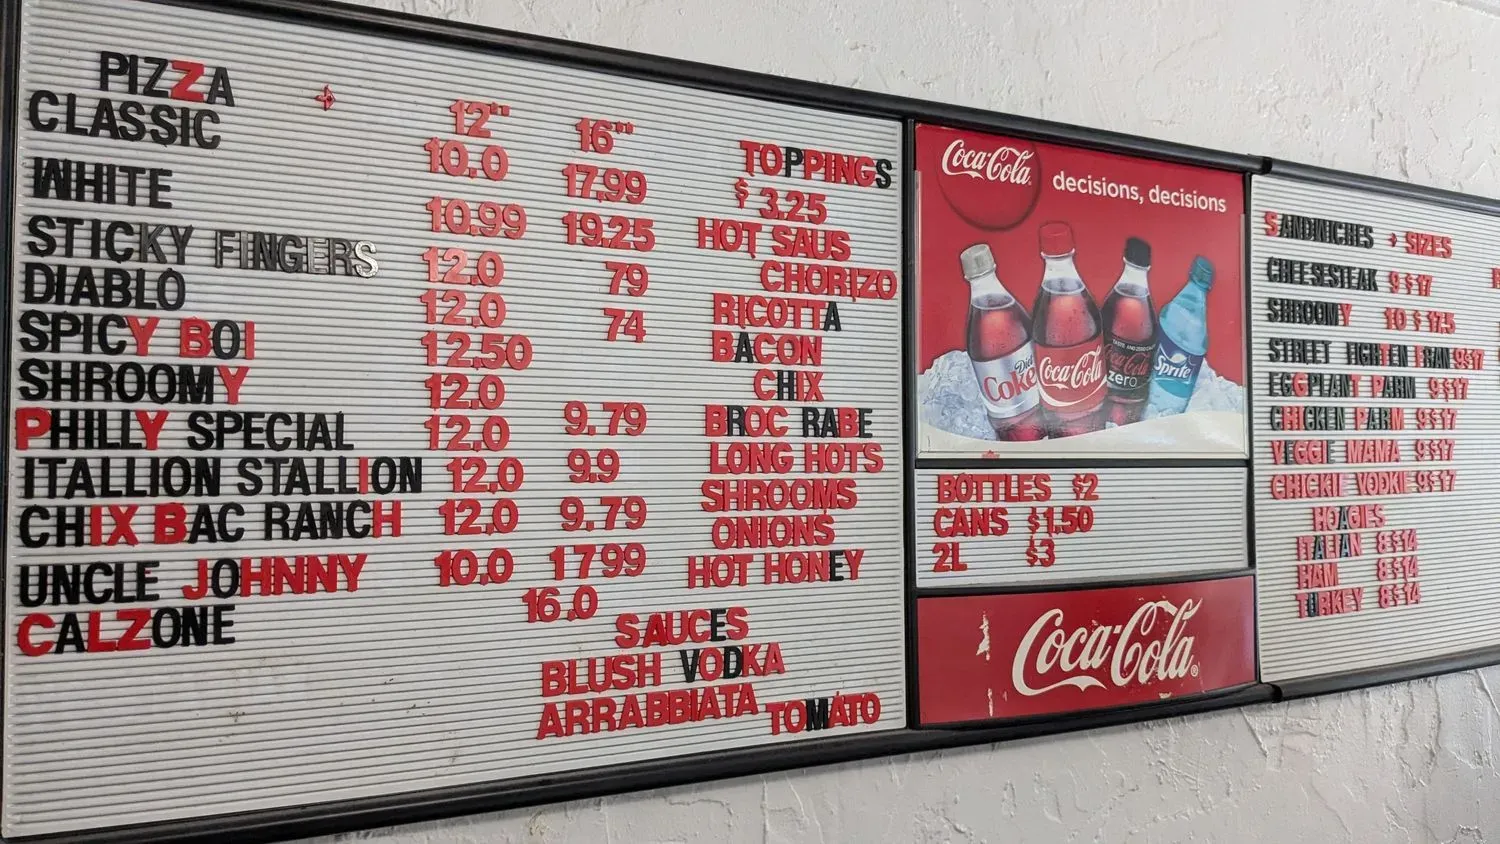 PIZZA 12" 16"
CLASSIC 10.0 17.99
WHITE 10.99 19.25
STICKY FINGERS 12.0 79
DIABLO 12.0 74
SPICY BOI 12.50
SHROOMY 12.0
PHILLY SPECIAL 12.0 9.79
ITALLION STALLION 12.0 9.9
CHIX BAC RANCH 12.0 9.79
UNCLE JOHNNY 10.0 1799
CALZONE 16.0
TOPPINGS
$3.25
HOT SAUS
CHORIZO
RICOTTA
BACON
CHIX
BROC RABE
LONG HOTS
SHROOMS
ONIONS
HOT HONEY
SAUCES
BLUSH VODKA
ARRABBIATA TOMATO
Coca-Cola
decisions, decisions
Diet Coke
Coca-Cola
Coca-Cola zero
Sprite
BOTTLES $2
CANS $1.50
2L $3
Coca-Cola
SANDWICHES + SIZES
CHEESESTEAK 9 $17
SHROOMY 10 $ 17.5
STREET 9$17
EGGPLANT PARM 9$17
CHICKEN PARM 9$17
VEGGIE MAMA 9$17
CHICKIE VODKIE 9$17
HOAGIES
ITALIAN 8$14
HAM 8$14
TURKEY 8$14